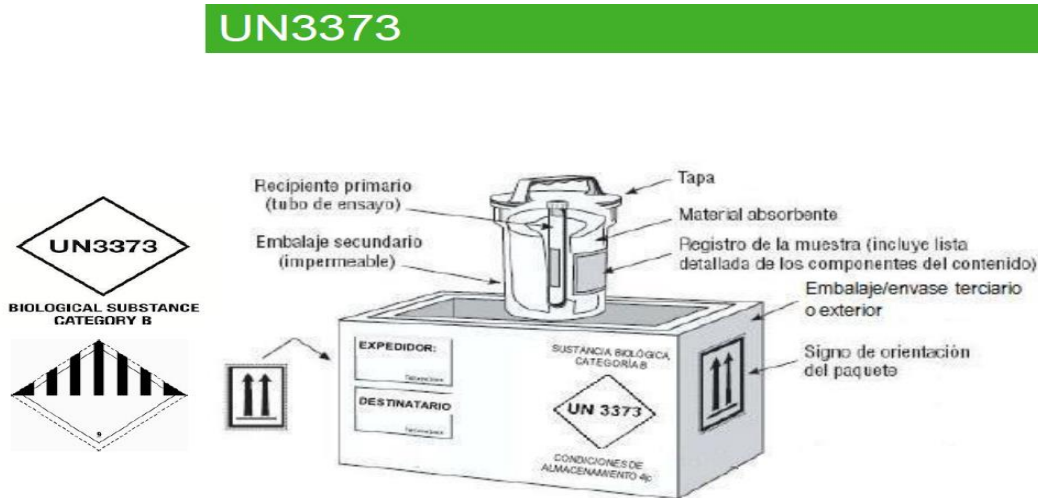 UN3373
Recipiente primario
(tubo de ensayo)
Embalaje secundario
(impermeable)
Tapa
Material absorbente
Registro de la muestra (incluye lista
detallada de los componentes del contenido)
Embalaje/envase terciario
o exterior
Signo de orientación
del paquete
UN3373
BIOLOGICAL SUBSTANCE
CATEGORY B
9
EXPEDIDOR:
DESTINATARIO
SUSTANCIA BIOLÓGICA
CATEGORÍA B
UN 3373
CONDICIONES DE
ALMACENAMIENTO